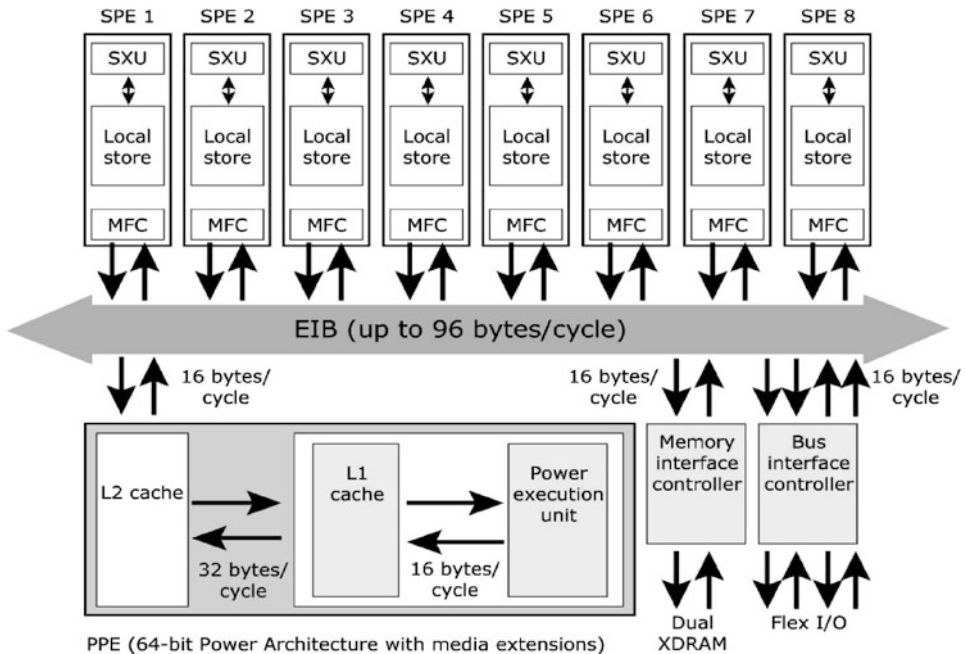 SPE 1 SPE 2 SPE 3 SPE 4 SPE 5 SPE 6 SPE 7 SPE 8
SXU SXU SXU SXU SXU SXU SXU SXU
Local Local Local Local Local Local Local Local
store store store store store store store store
MFC MFC MFC MFC MFC MFC MFC MFC
EIB (up to 96 bytes/cycle)
16 bytes/
cycle
16 bytes/
cycle
16 bytes/
cycle
L2 cache
32 bytes/
cycle
L1
cache
16 bytes/
cycle
Power
execution
unit
Memory
interface
controller
Bus
interface
controller
Dual
XDRAM
Flex I/O
PPE (64-bit Power Architecture with media extensions)